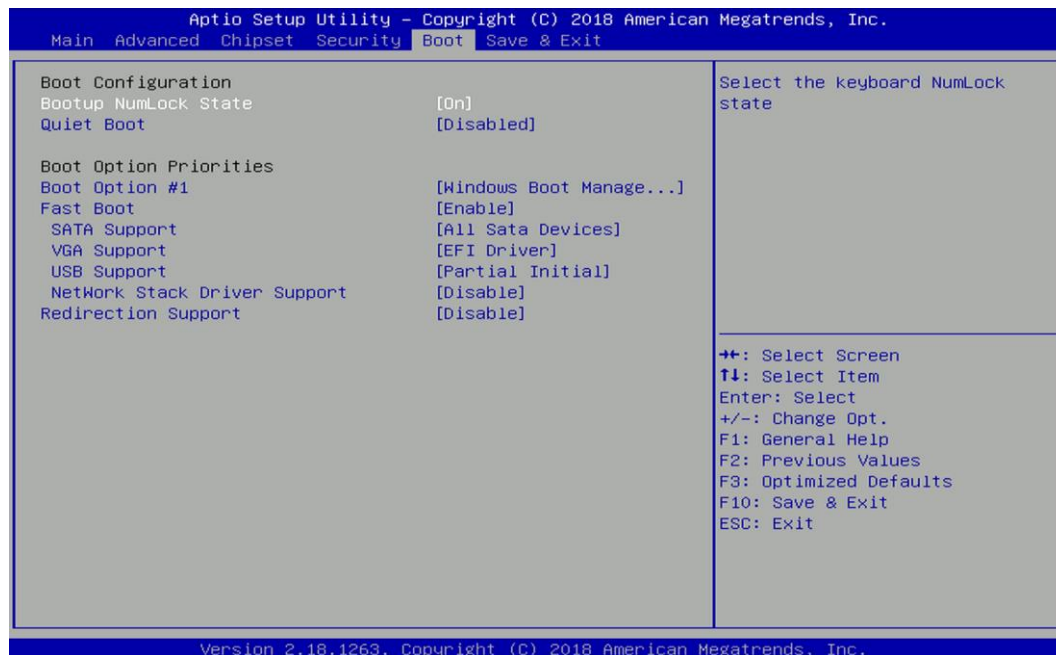 Aptio Setup Utility – Copyright (C) 2018 American Megatrends, Inc.
Main Advanced Chipset Security Boot Save & Exit
Boot Configuration
Bootup NumLock State [On]
Quiet Boot [Disabled]
Boot Option Priorities
Boot Option #1 [Windows Boot Manage...]
Fast Boot [Enable]
SATA Support [All Sata Devices]
VGA Support [EFI Driver]
USB Support [Partial Initial]
NetWork Stack Driver Support [Disable]
Redirection Support [Disable]
Select the keyboard NumLock
state
→←: Select Screen
↑↓: Select Item
Enter: Select
+/-: Change Opt.
F1: General Help
F2: Previous Values
F3: Optimized Defaults
F10: Save & Exit
ESC: Exit
Version 2.18.1263. Copyright (C) 2018 American Megatrends, Inc.